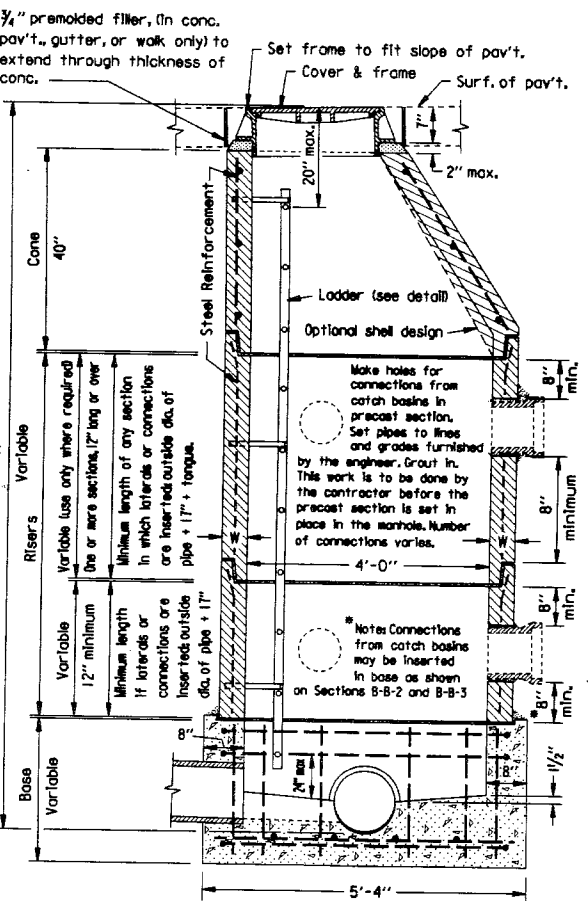 3/4" premolded filler, (in conc.
pav't., gutter, or walk only) to
extend through thickness of
conc.
Set frame to fit slope of pav't.
Cover & frame
Surf. of pav't.
7"
2" max.
20" max.
Cone
40"
Steel Reinforcement
Ladder (see detail)
Optional shell design
Risers
Variable
Variable (use only where required)
One or more sections, 12" long or over
Minimum length of any section
in which laterals or connections
are inserted: outside dia. of
pipe + 17" + tongue.
Make holes for
connections from
catch basins in
precast section.
Set pipes to lines
and grades furnished
by the engineer. Grout in.
This work is to be done by
the contractor before the
precast section is set in
place in the manhole. Number
of connections varies.
8"
min.
8"
minimum
W
W
4'-0"
Variable
12" minimum
Minimum length
if laterals or
connections are
inserted: outside
dia. of pipe + 17"
*Note: Connections
from catch basins
may be inserted
in base as shown
on Sections B-B-2 and B-B-3
8"
min.
*8"
min.
Base
Variable
8"
24" max
8"
1 1/2"
5'-4"